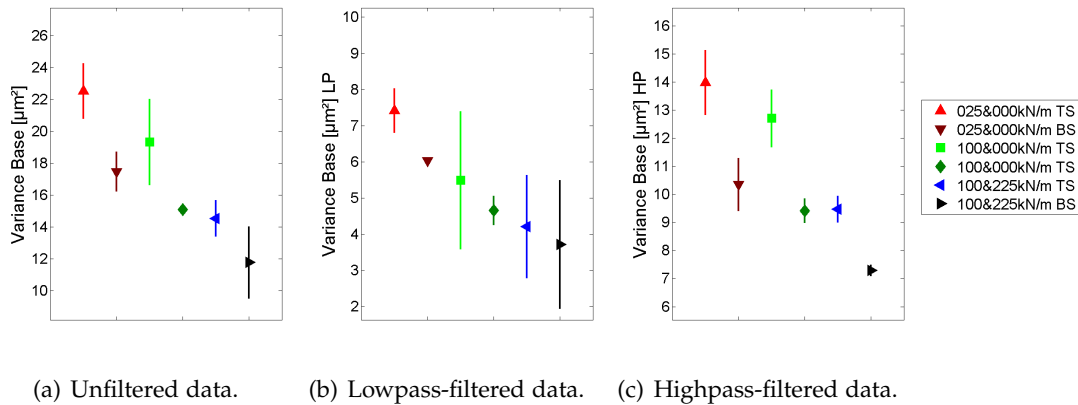 26
24
22
20
18
16
14
12
10
Variance Base [µm²]
10
9
8
7
6
5
4
3
2
Variance Base [µm²] LP
16
15
14
13
12
11
10
9
8
7
6
Variance Base [µm²] HP
025&000kN/m TS
025&000kN/m BS
100&000kN/m TS
100&000kN/m TS
100&225kN/m TS
100&225kN/m BS
(a) Unfiltered data.
(b) Lowpass-filtered data.
(c) Highpass-filtered data.